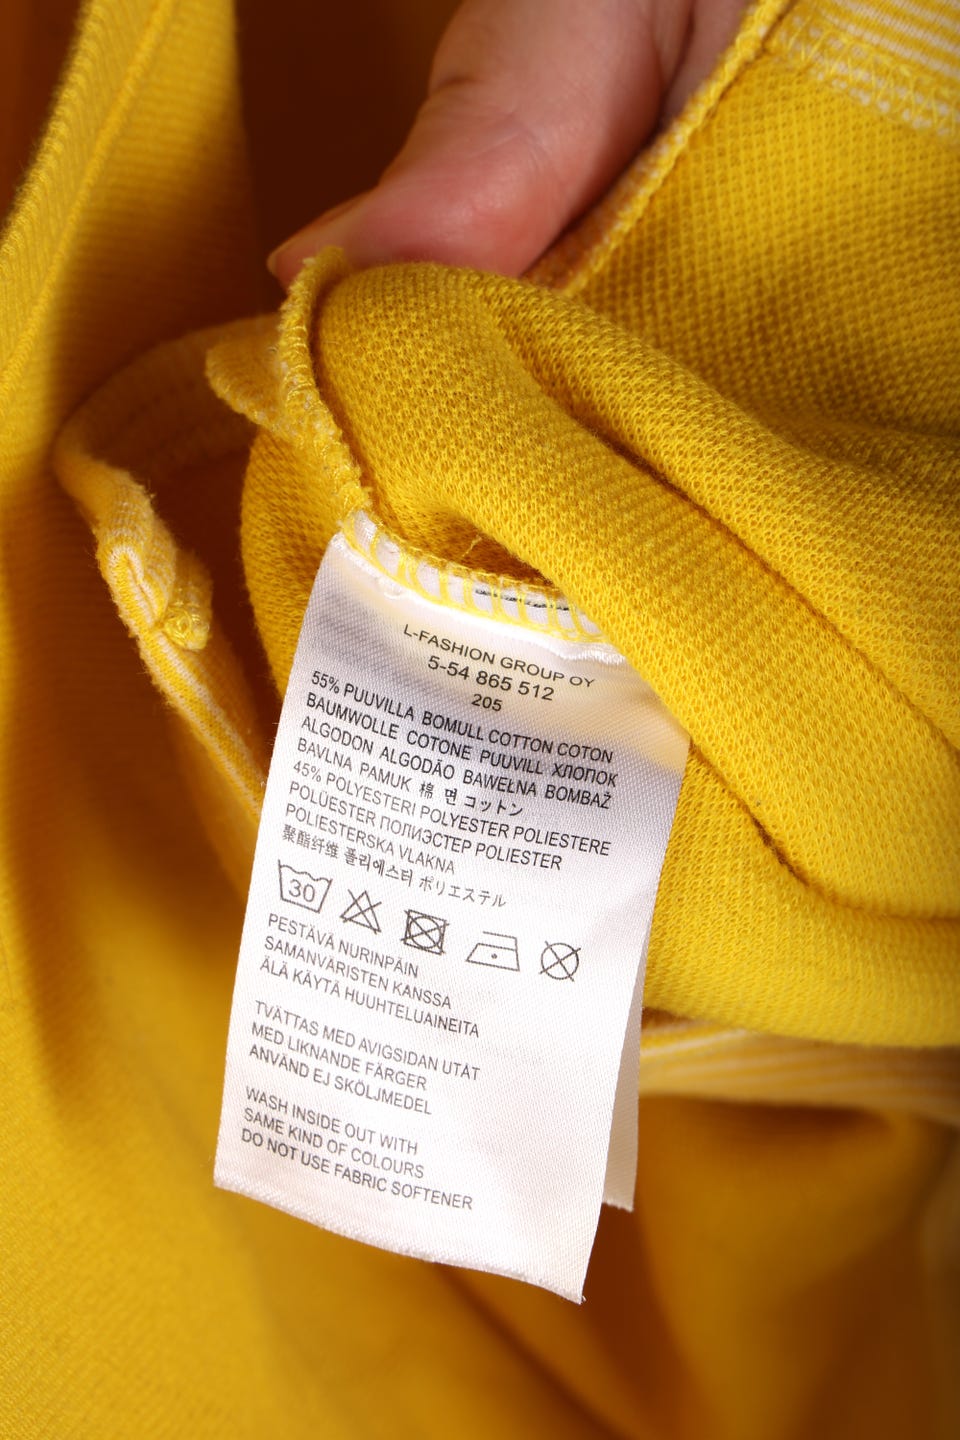 L-FASHION GROUP OY
5-54 865 512
205
55% PUUVILLA BOMULL COTTON COTON
BAUMWOLLE COTONE PUUVILL ХЛОПОК
ALGODON ALGODÃO BAWEŁNA BOMBAŽ
BAVLNA PAMUK 棉 면 コットン
45% POLYESTERI POLYESTER POLIESTERE
POLÜESTER ПОЛИЭСТЕР POLIESTER
POLIESTERSKA VLAKNA
聚酯纤维 폴리에스터 ポリエステル
30
PESTÄVÄ NURINPÄIN
SAMANVÄRISTEN KANSSA
ÄLÄ KÄYTÄ HUUHTELUAINEITA
TVÄTTAS MED AVIGSIDAN UTÅT
MED LIKNANDE FÄRGER
ANVÄND EJ SKÖLJMEDEL
WASH INSIDE OUT WITH
SAME KIND OF COLOURS
DO NOT USE FABRIC SOFTENER